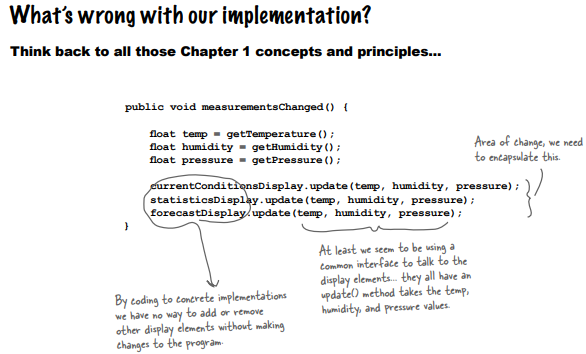 What's wrong with our implementation?
Think back to all those Chapter 1 concepts and principles...
public void measurementsChanged() {
float temp = getTemperature();
float humidity = getHumidity();
float pressure = getPressure();
Area of change, we need
to encapsulate this.
currentConditionsDisplay.update(temp, humidity, pressure);
statisticsDisplay.update(temp, humidity, pressure);
forecastDisplay.update(temp, humidity, pressure);
}
At least we seem to be using a
common interface to talk to the
display elements... they all have an
update() method takes the temp,
humidity, and pressure values.
By coding to concrete implementations
we have no way to add or remove
other display elements without making
changes to the program.